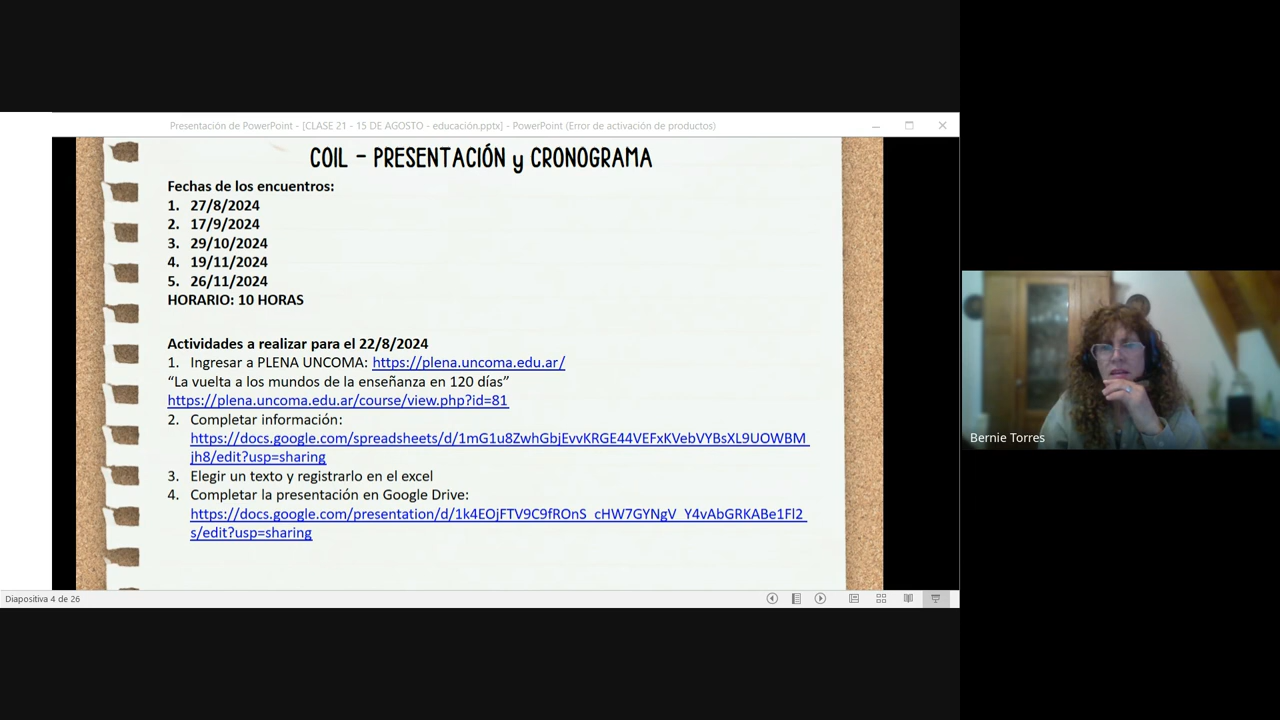 Presentación de PowerPoint - [CLASE 21 - 15 DE AGOSTO - educación.pptx] - PowerPoint (Error de activación de productos)
COIL - PRESENTACIÓN y CRONOGRAMA
Fechas de los encuentros:
1. 27/8/2024
2. 17/9/2024
3. 29/10/2024
4. 19/11/2024
5. 26/11/2024
HORARIO: 10 HORAS
Actividades a realizar para el 22/8/2024
1. Ingresar a PLENA UNCOMA: https://plena.uncoma.edu.ar/
“La vuelta a los mundos de la enseñanza en 120 días”
https://plena.uncoma.edu.ar/course/view.php?id=81
2. Completar información:
https://docs.google.com/spreadsheets/d/1mG1u8ZwhGbjEvvKRGE44VEFxKVebVYBsXL9UOWBM
jh8/edit?usp=sharing
3. Elegir un texto y registrarlo en el excel
4. Completar la presentación en Google Drive:
https://docs.google.com/presentation/d/1k4EOjFTV9C9fROnS_cHW7GYNgV_Y4vAbGRKABe1Fl2
s/edit?usp=sharing
Bernie Torres
Diapositiva 4 de 26